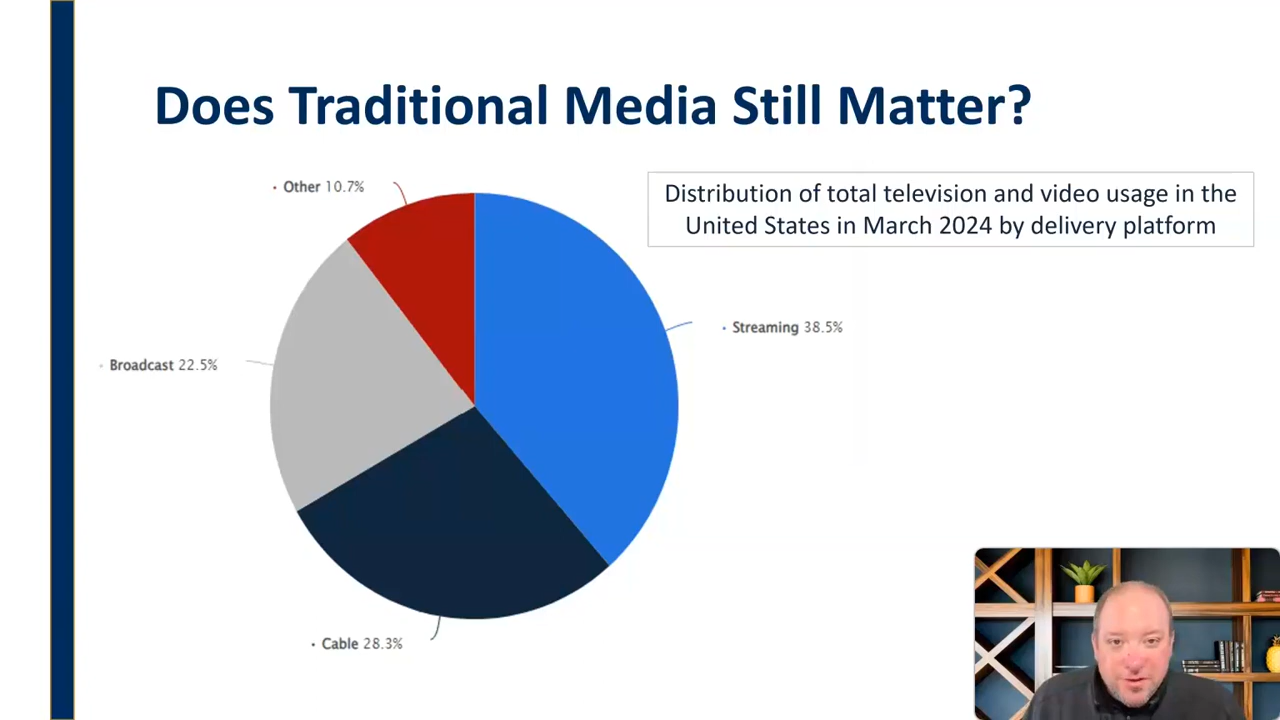 Does Traditional Media Still Matter?
Distribution of total television and video usage in the
United States in March 2024 by delivery platform
Other 10.7%
Streaming 38.5%
Broadcast 22.5%
Cable 28.3%